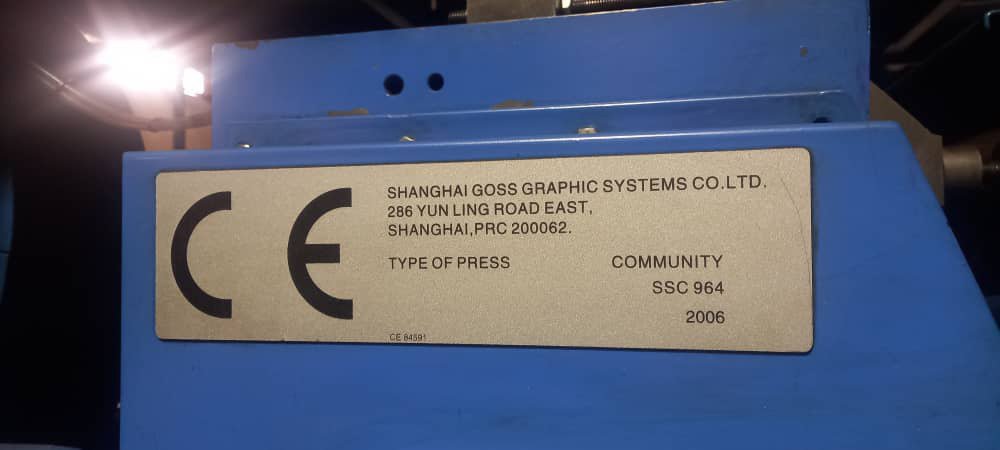 CE
SHANGHAI GOSS GRAPHIC SYSTEMS CO.LTD.
286 YUN LING ROAD EAST,
SHANGHAI,PRC 200062.
TYPE OF PRESS COMMUNITY
SSC 964
2006
CE 84591